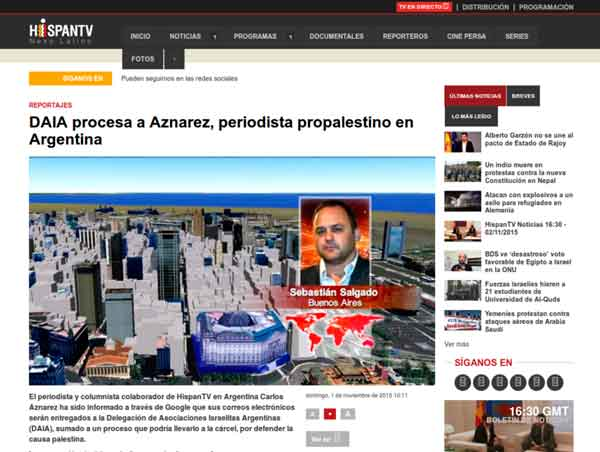 TV EN DIRECTO | DISTRIBUCIÓN | PROGRAMACIÓN
HISPANTV
Nexo Latino
INICIO NOTICIAS PROGRAMAS DOCUMENTALES REPORTEROS CINE PERSA SERIES
FOTOS
SÍGANOS EN Pueden seguirnos en las redes sociales
REPORTAJES
DAIA procesa a Aznarez, periodista propalestino en
Argentina
Sebastián Salgado
Buenos Aires
El periodista y columnista colaborador de HispanTV en Argentina Carlos
Aznarez ha sido informado a través de Google que sus correos electrónicos
serán entregados a la Delegación de Asociaciones Israelitas Argentinas
(DAIA), sumado a un proceso que podría llevarlo a la cárcel, por defender la
causa palestina.
domingo, 1 de noviembre de 2015 10:11
A + A
Ver en
ÚLTIMAS NOTICIAS BREVES
LO MÁS LEÍDO
Alberto Garzón no se une al
pacto de Estado de Rajoy
Un indio muere en
protestas contra la nueva
Constitución en Nepal
Atacan con explosivos a un
asilo para refugiados en
Alemania
HispanTV Noticias 16:30 -
02/11/2015
BDS ve 'desastroso' voto
favorable de Egipto a Israel
en la ONU
Fuerzas israelíes hieren a
21 estudiantes de
Universidad de Al-Quds
Yemeníes protestan contra
ataques aéreos de Arabia
Saudí
Ver más
SÍGANOS EN
16:30 GMT
BOLETÍN DE NOTICIAS